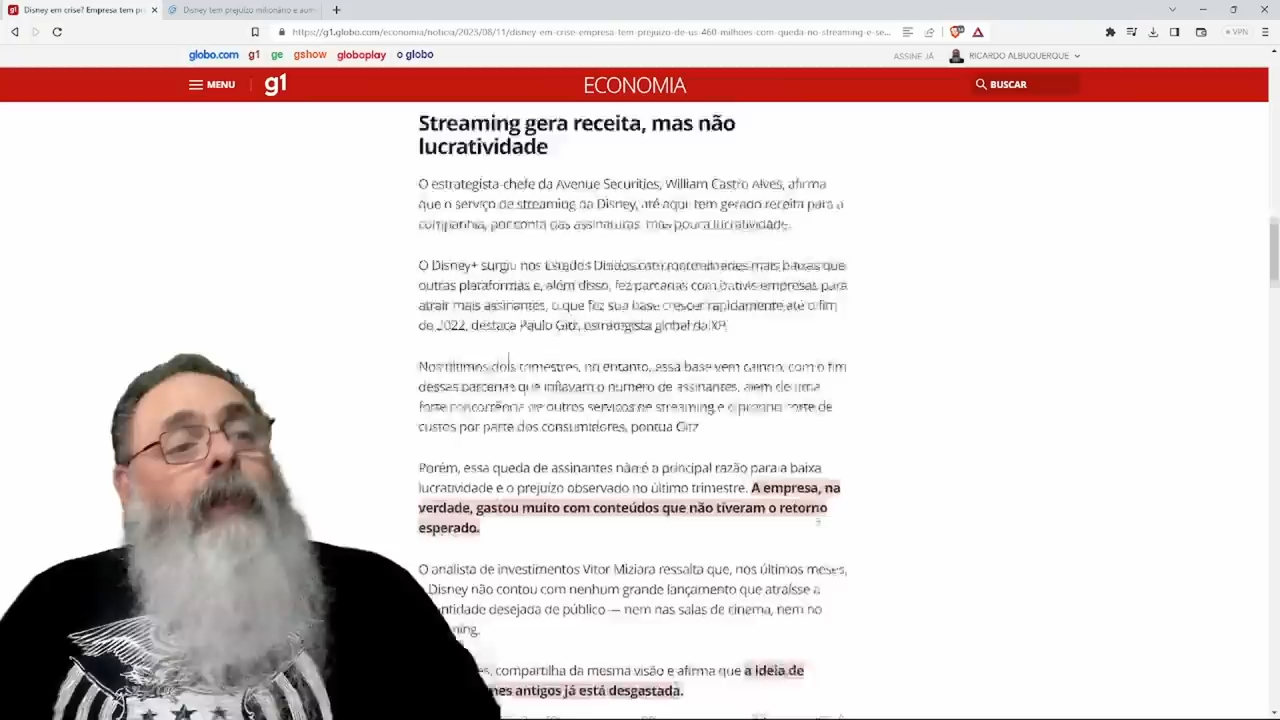 Disney em crise? Empresa tem pr
Disney tem prejuízo milionário e aum
https://g1.globo.com/economia/noticia/2023/08/11/disney-em-crise-empresa-tem-prejuizo-de-us-460-milhoes-com-queda-no-streaming-e-se...
VPN
globo.com g1 ge gshow globoplay o globo
ASSINE JÁ RICARDO ALBUQUERQUE
MENU g1 ECONOMIA BUSCAR
Streaming gera receita, mas não
lucratividade
O estrategista-chefe da Avenue Securities, William Castro Alves, afirma
que o serviço de streaming da Disney, até aqui tem gerado receita para a
companhia, por conta das assinaturas, mas pouca lucratividade.
O Disney+ surgiu nos Estados Unidos com mensalidades mais baixas que
outras plataformas e, além disso, fez parcerias com outras empresas para
atrair mais assinantes, o que fez sua base crescer rapidamente até o fim
de 2022, destaca Paulo Gitz, estrategista global da XP.
Nos últimos dois trimestres, no entanto, essa base vem caindo, com o fim
dessas parcerias que inflavam o número de assinantes, além de uma
forte concorrência de outros serviços de streaming e o próprio corte de
custos por parte dos consumidores, pontua Gitz
Porém, essa queda de assinantes não é a principal razão para a baixa
lucratividade e o prejuízo observado no último trimestre. A empresa, na
verdade, gastou muito com conteúdos que não tiveram o retorno
esperado.
O analista de investimentos Vitor Miziara ressalta que, nos últimos meses,
Disney não contou com nenhum grande lançamento que atraísse a
ntidade desejada de público — nem nas salas de cinema, nem no
ning.
s, compartilha da mesma visão e afirma que a ideia de
mes antigos já está desgastada.